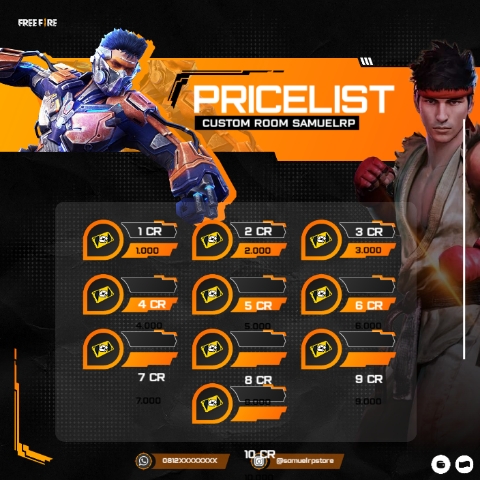 FREE FIRE
PRICELIST
CUSTOM ROOM SAMUELRP
1 CR
2 CR
3 CR
1.000
2.000
3.000
4 CR
5 CR
6 CR
4.000
5.000
6.000
7 CR
8 CR
9 CR
7.000
8.000
9.000
10 CR
0812XXXXXXXX
@samuelrpstore